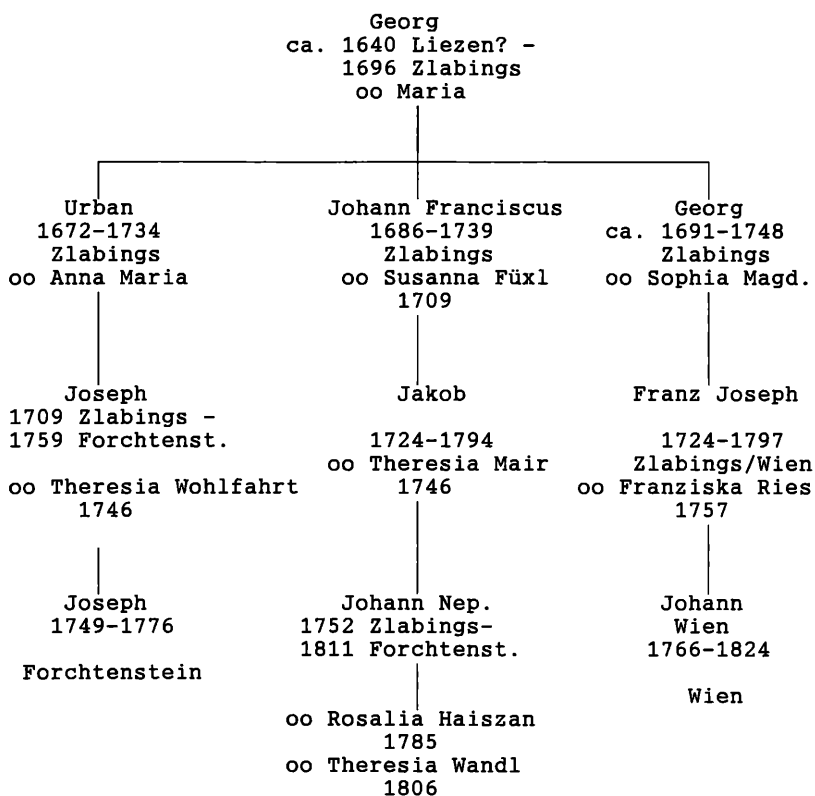 Georg
ca. 1640 Liezen? –
1696 Zlabings
oo Maria
Urban
1672–1734
Zlabings
oo Anna Maria
Johann Franciscus
1686–1739
Zlabings
oo Susanna Füxl
1709
Georg
ca. 1691–1748
Zlabings
oo Sophia Magd.
Joseph
1709 Zlabings –
1759 Forchtenst.
oo Theresia Wohlfahrt
1746
Jakob
1724–1794
oo Theresia Mair
1746
Franz Joseph
1724–1797
Zlabings/Wien
oo Franziska Ries
1757
Joseph
1749–1776
Forchtenstein
Johann Nep.
1752 Zlabings–
1811 Forchtenst.
oo Rosalia Haiszan
1785
oo Theresia Wandl
1806
Johann
Wien
1766–1824
Wien